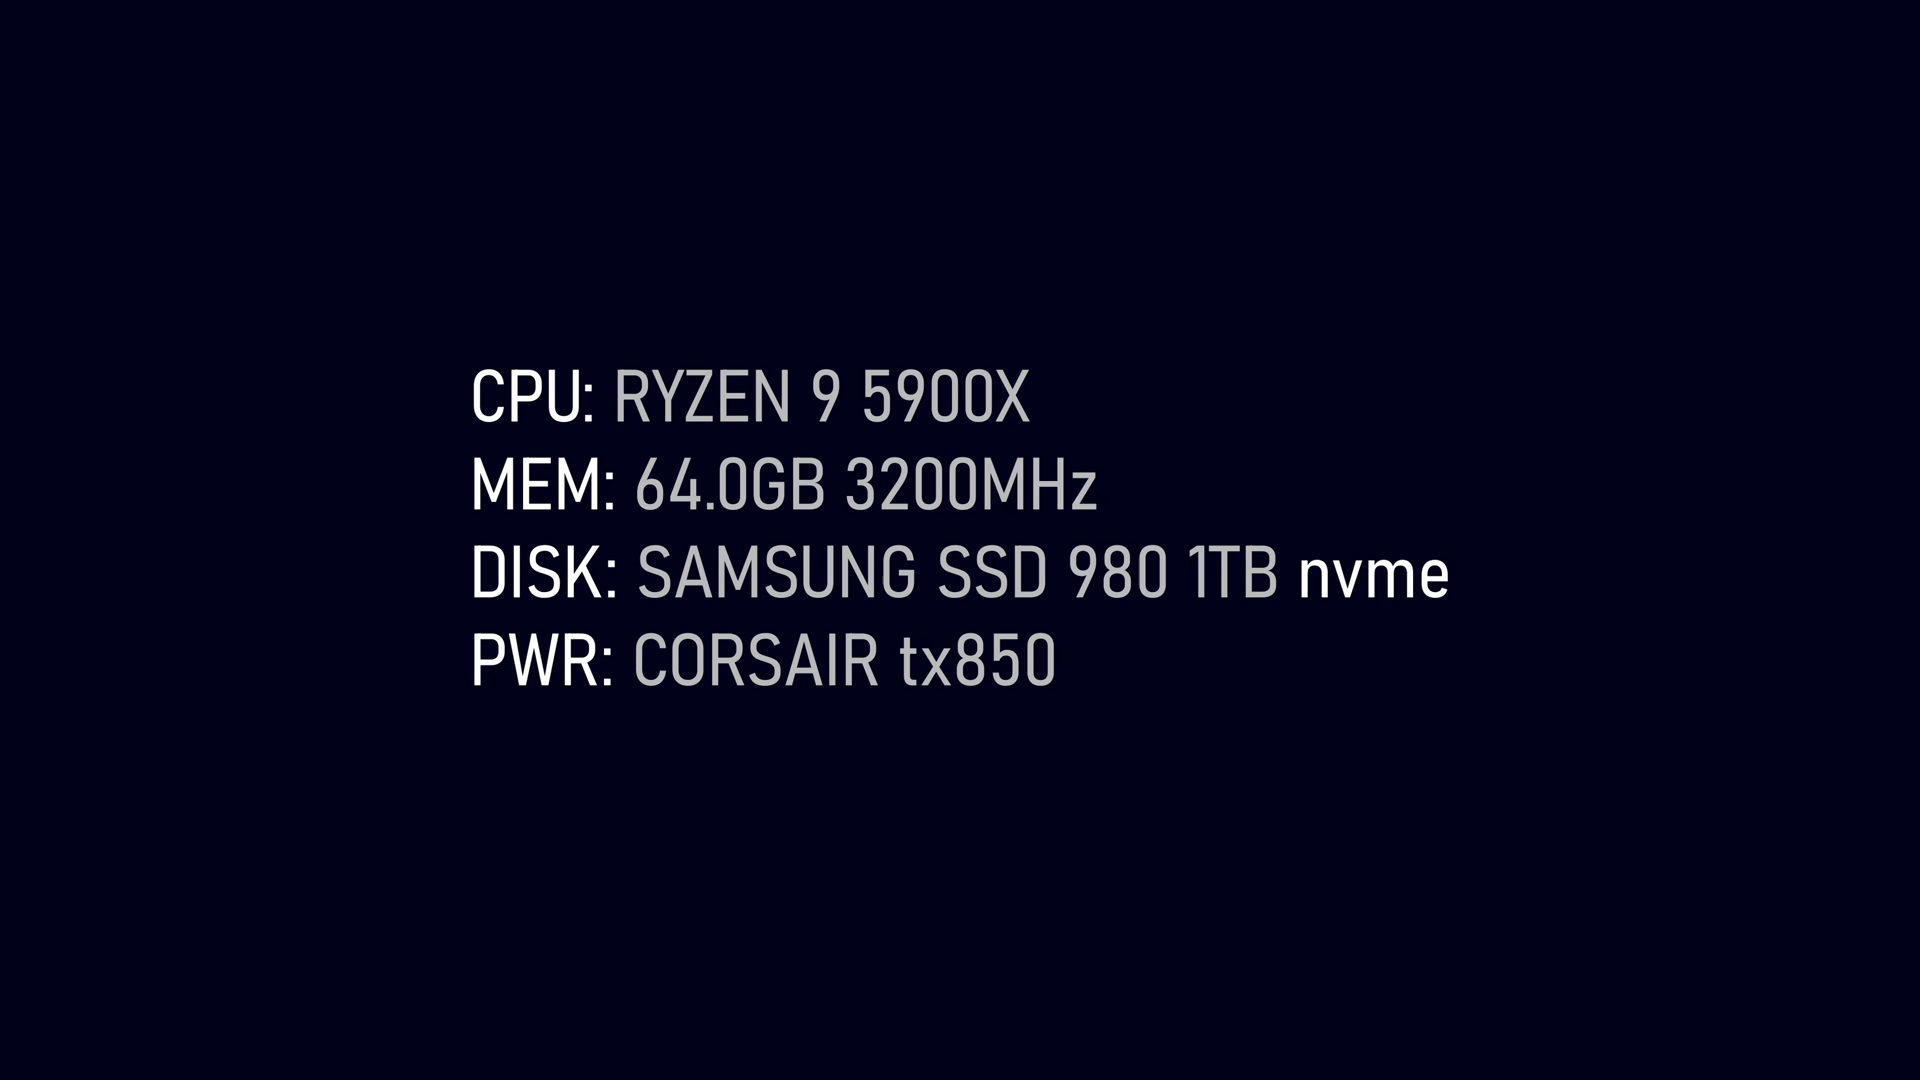 CPU: RYZEN 9 5900X
MEM: 64.0GB 3200MHz
DISK: SAMSUNG SSD 980 1TB nvme
PWR: CORSAIR tx850